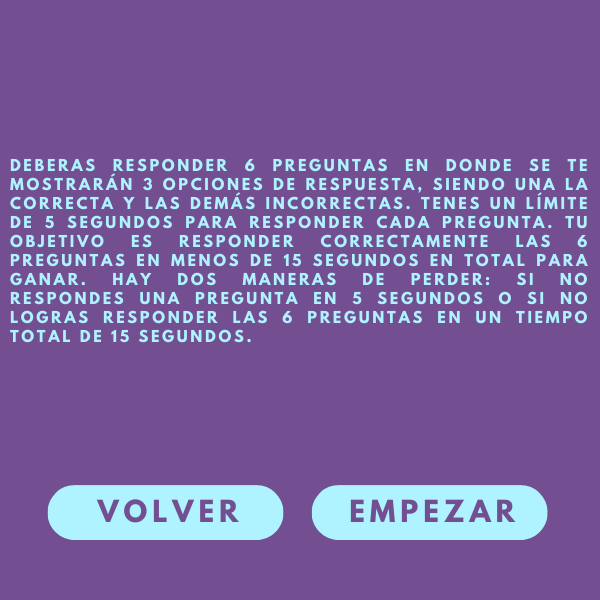 DEBERAS RESPONDER 6 PREGUNTAS EN DONDE SE TE
MOSTRARÁN 3 OPCIONES DE RESPUESTA, SIENDO UNA LA
CORRECTA Y LAS DEMÁS INCORRECTAS. TENES UN LÍMITE
DE 5 SEGUNDOS PARA RESPONDER CADA PREGUNTA. TU
OBJETIVO ES RESPONDER CORRECTAMENTE LAS 6
PREGUNTAS EN MENOS DE 15 SEGUNDOS EN TOTAL PARA
GANAR. HAY DOS MANERAS DE PERDER: SI NO
RESPONDES UNA PREGUNTA EN 5 SEGUNDOS O SI NO
LOGRAS RESPONDER LAS 6 PREGUNTAS EN UN TIEMPO
TOTAL DE 15 SEGUNDOS.
VOLVER
EMPEZAR